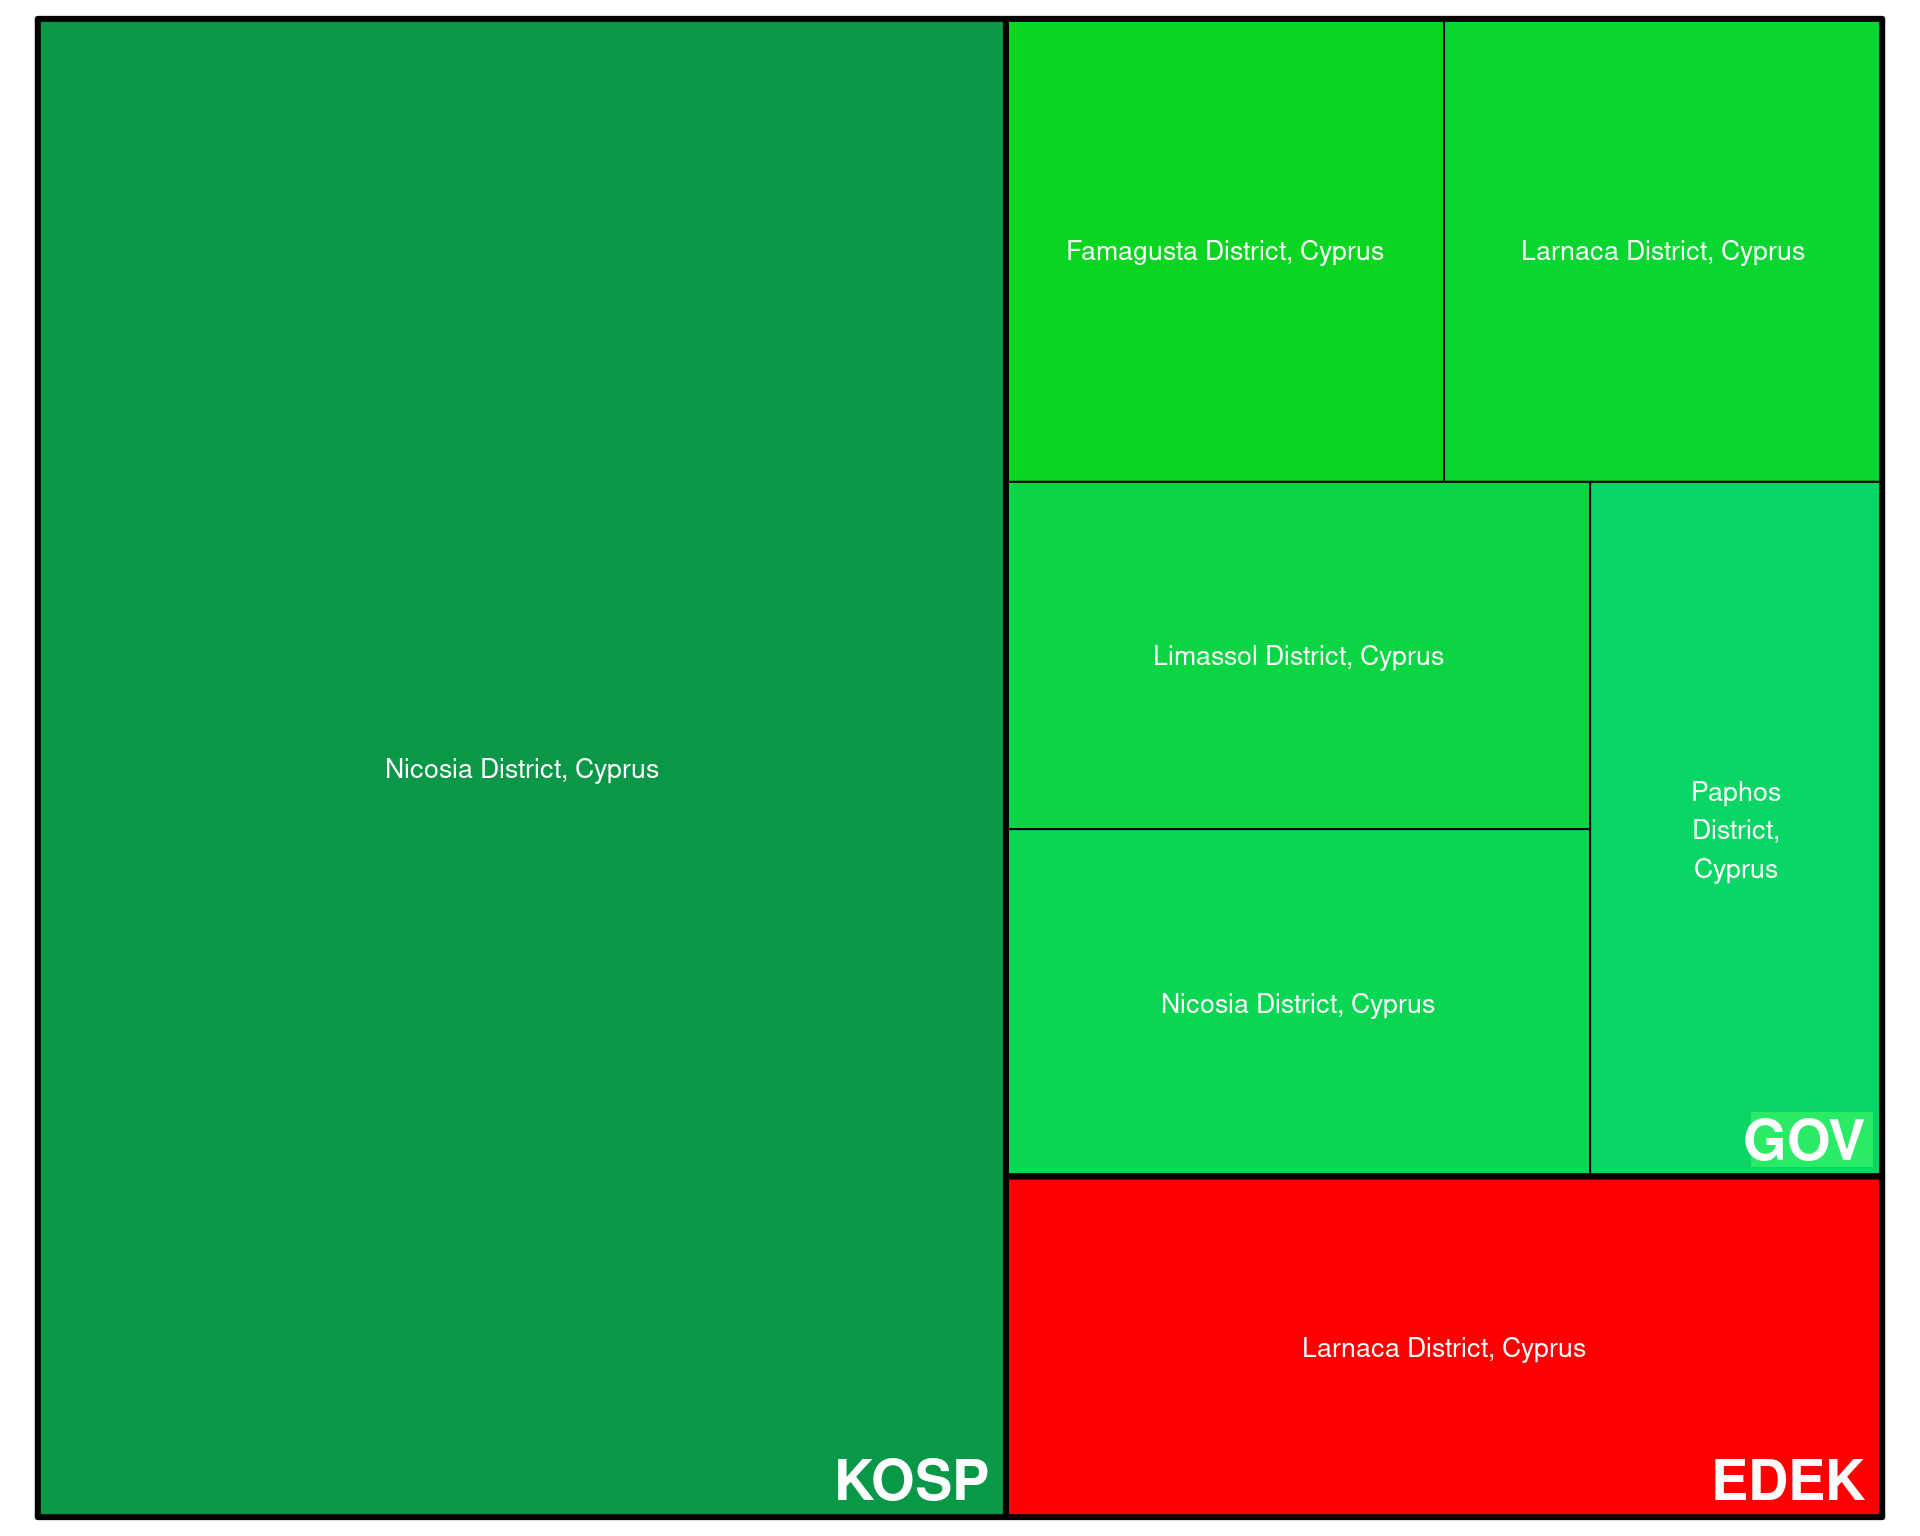 Famagusta District, Cyprus
Larnaca District, Cyprus
Limassol District, Cyprus
Nicosia District, Cyprus
Paphos
District,
Cyprus
Nicosia District, Cyprus
GOV
Larnaca District, Cyprus
KOSP
EDEK